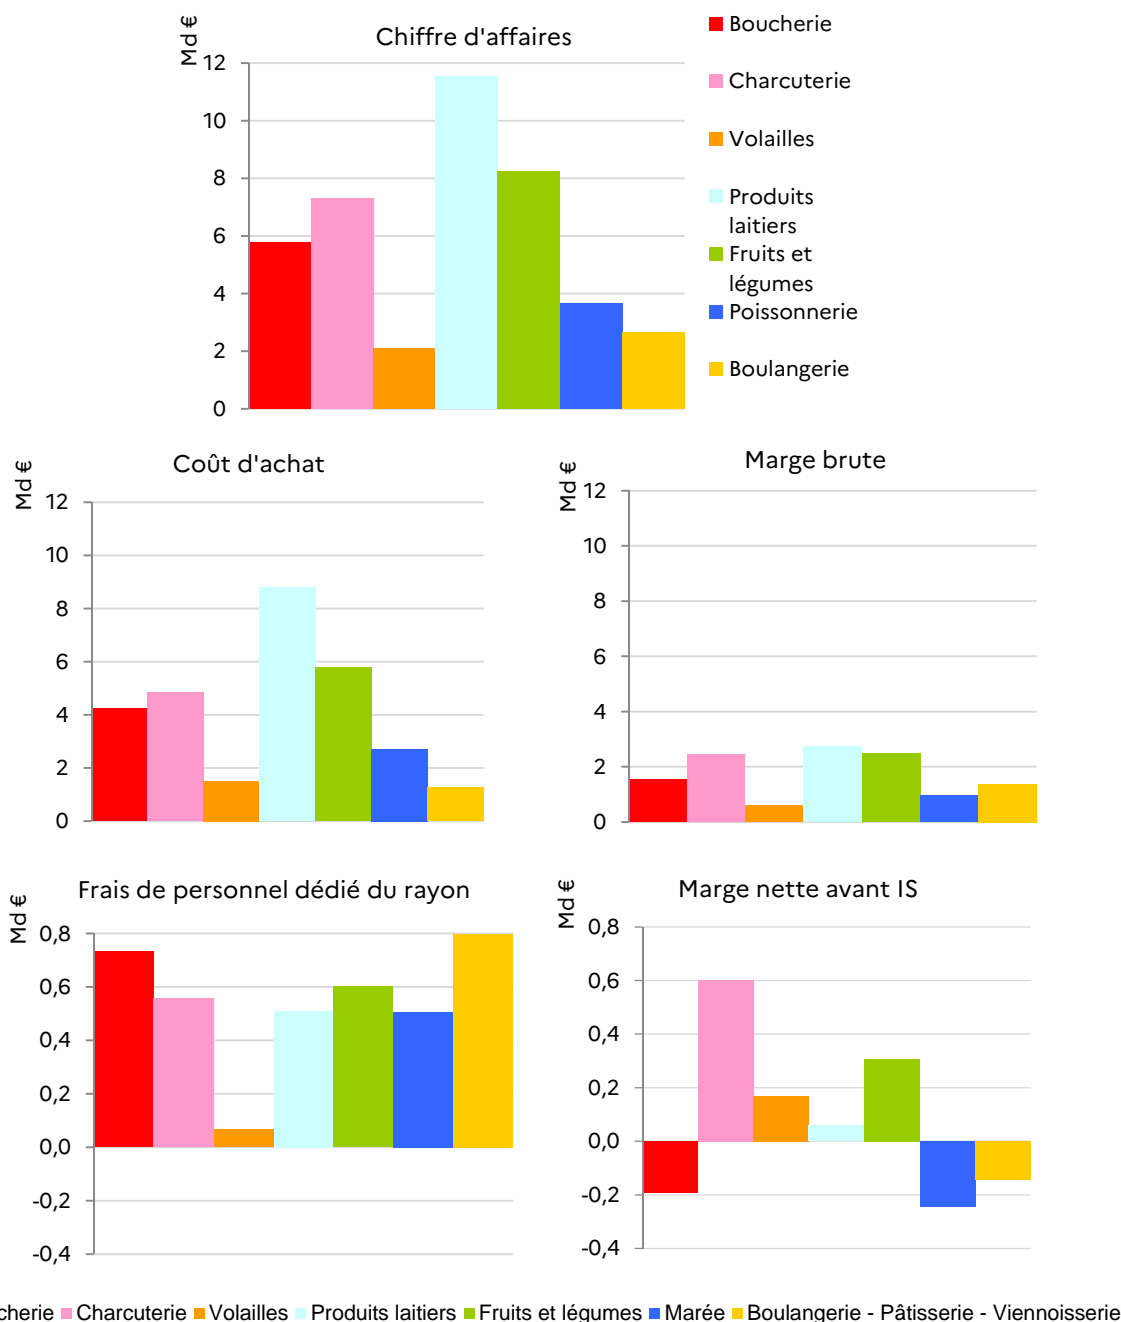 Md €
Chiffre d'affaires
12
10
8
6
4
2
0
Boucherie
Charcuterie
Volailles
Produits
laitiers
Fruits et
légumes
Poissonnerie
Boulangerie
Md €
Coût d'achat
12
10
8
6
4
2
0
Md €
Marge brute
12
10
8
6
4
2
0
Md €
Frais de personnel dédié du rayon
0,8
0,6
0,4
0,2
0,0
-0,2
-0,4
Md €
Marge nette avant IS
0,8
0,6
0,4
0,2
0,0
-0,2
-0,4
cherie Charcuterie Volailles Produits laitiers Fruits et légumes Marée Boulangerie - Pâtisserie - Viennoisserie